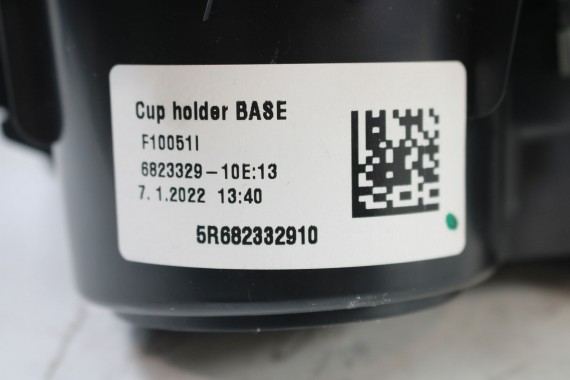 Cup holder BASE
F10051I
6823329-10E:13
7.1.2022 13:40
5R682332910